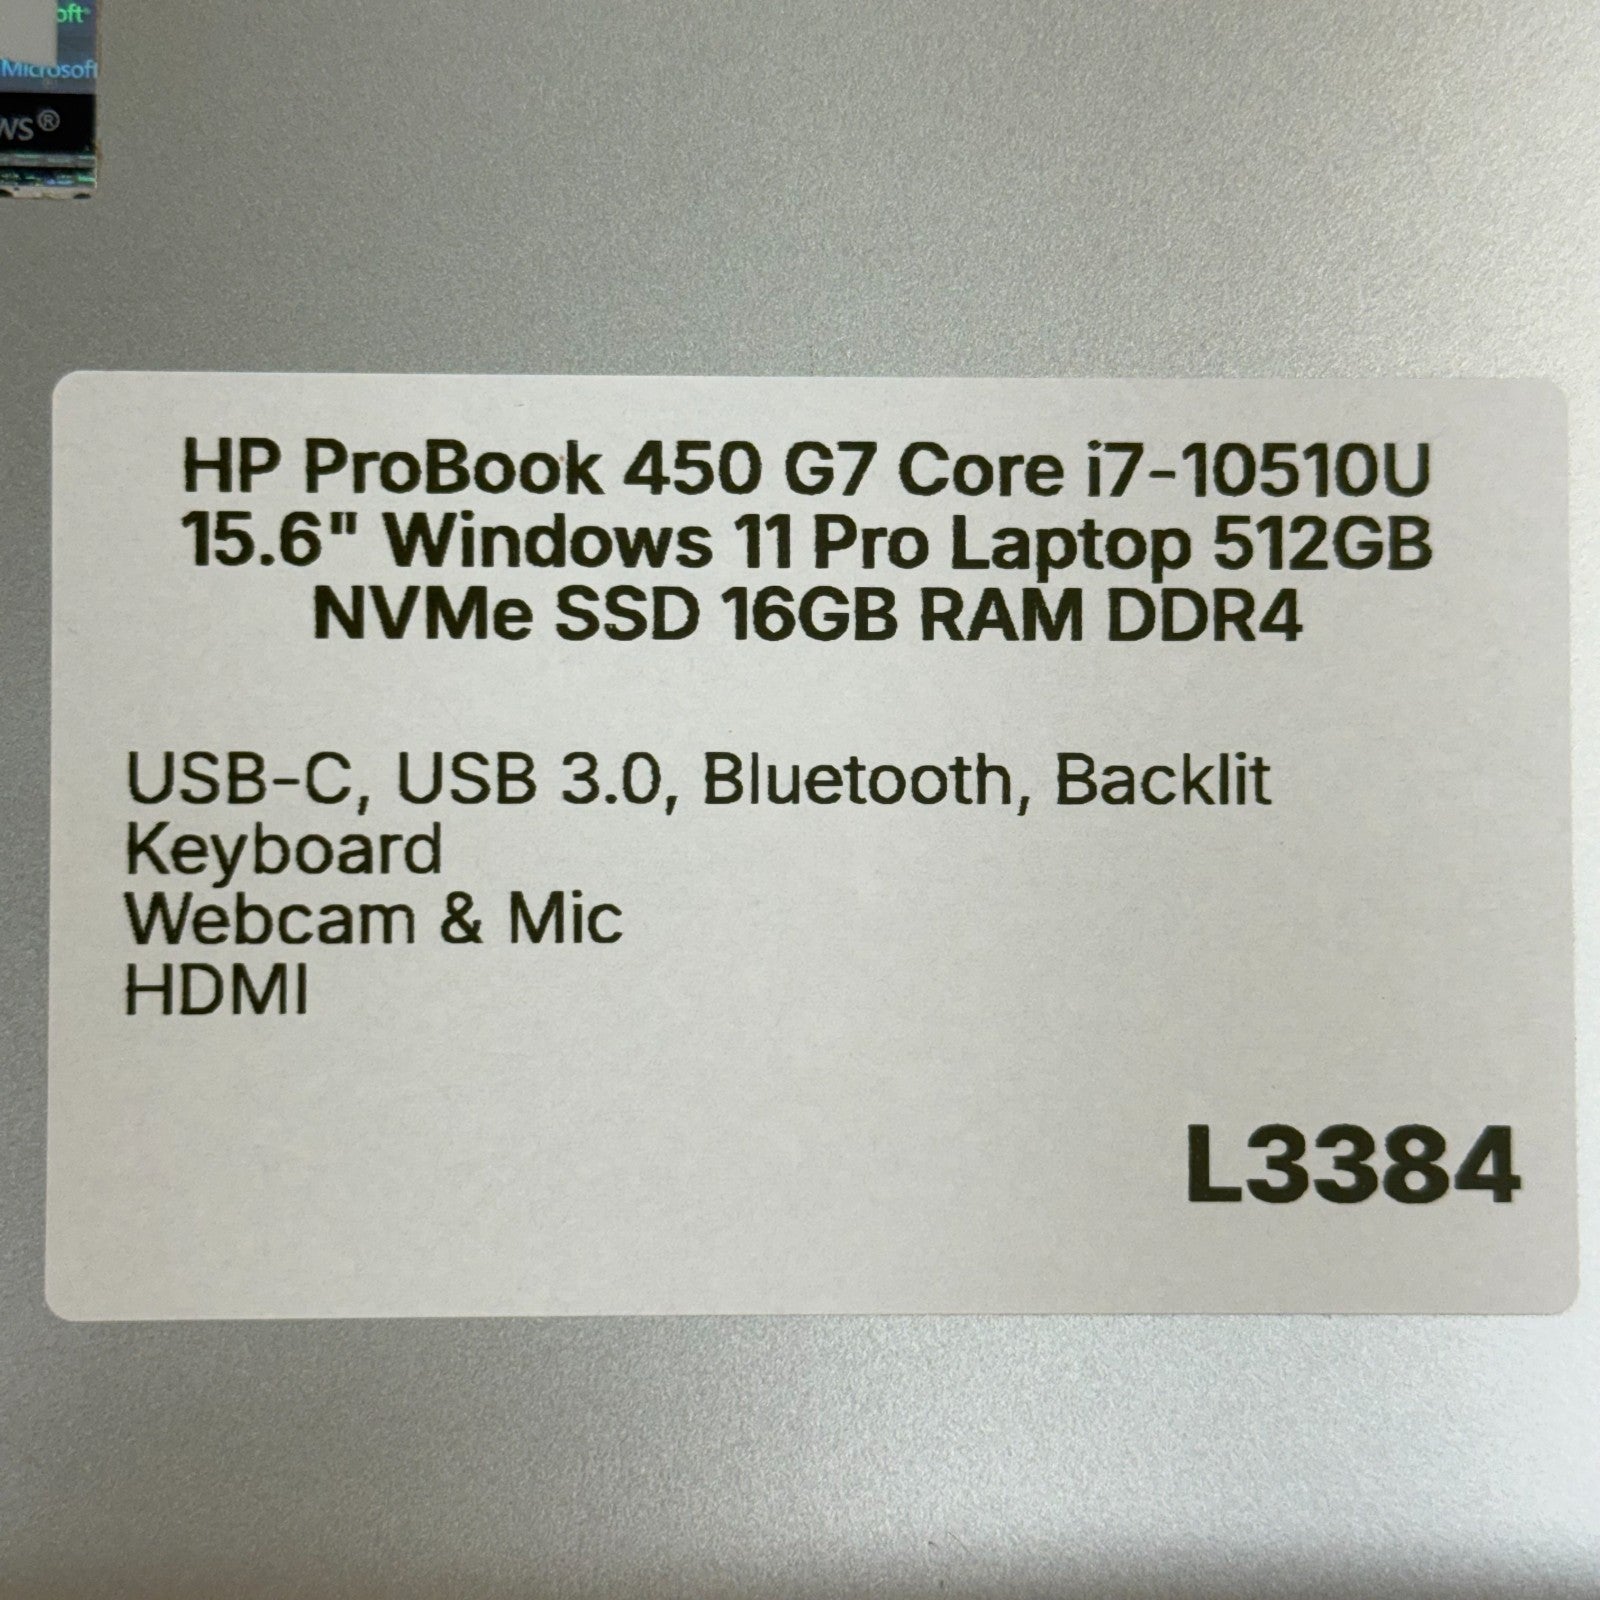 Microsoft
HP ProBook 450 G7 Core i7-10510U
15.6" Windows 11 Pro Laptop 512GB
NVMe SSD 16GB RAM DDR4
USB-C, USB 3.0, Bluetooth, Backlit
Keyboard
Webcam & Mic
HDMI
L3384